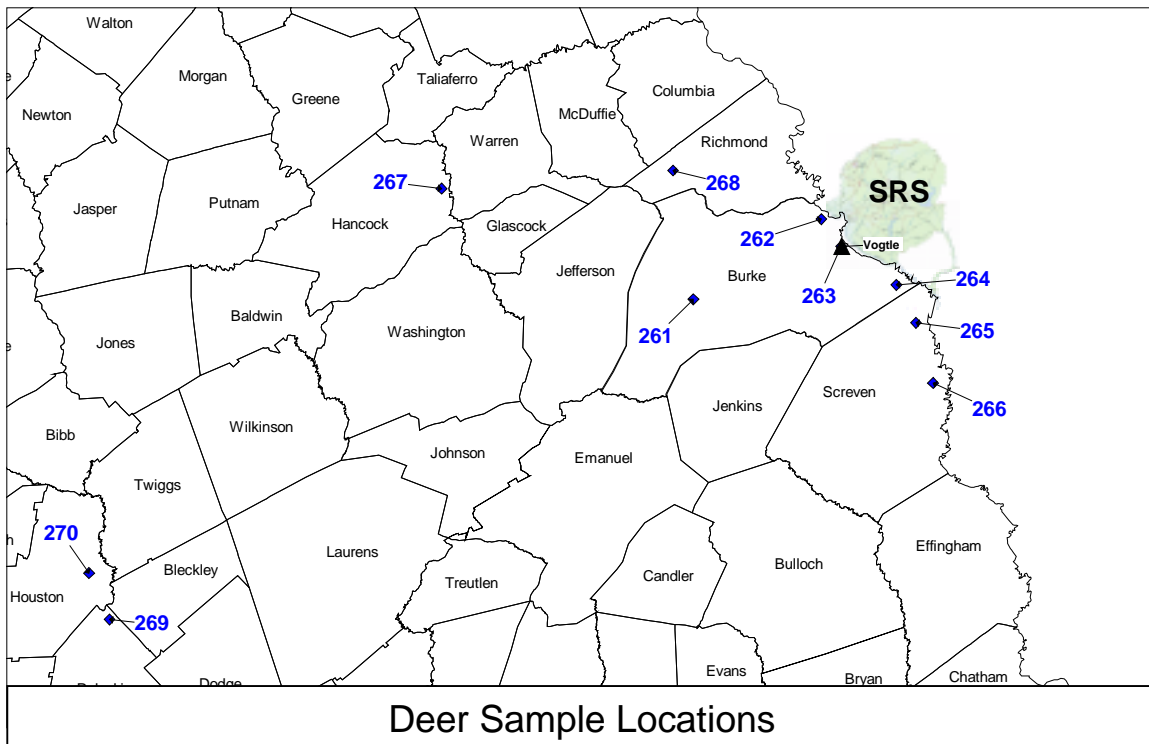 Walton
Morgan
Greene
Taliaferro
McDuffie
Columbia
Newton
Warren
Richmond
SRS
267
268
Jasper
Putnam
Hancock
Glascock
262
Vogtle
Jefferson
Burke
263
264
Baldwin
Washington
261
265
Jones
Screven
266
Jenkins
Bibb
Wilkinson
Johnson
Emanuel
Twiggs
270
Laurens
Bleckley
Treutlen
Candler
Bulloch
Effingham
Houston
269
Evans
Bryan
Chatham
Dodge
Deer Sample Locations